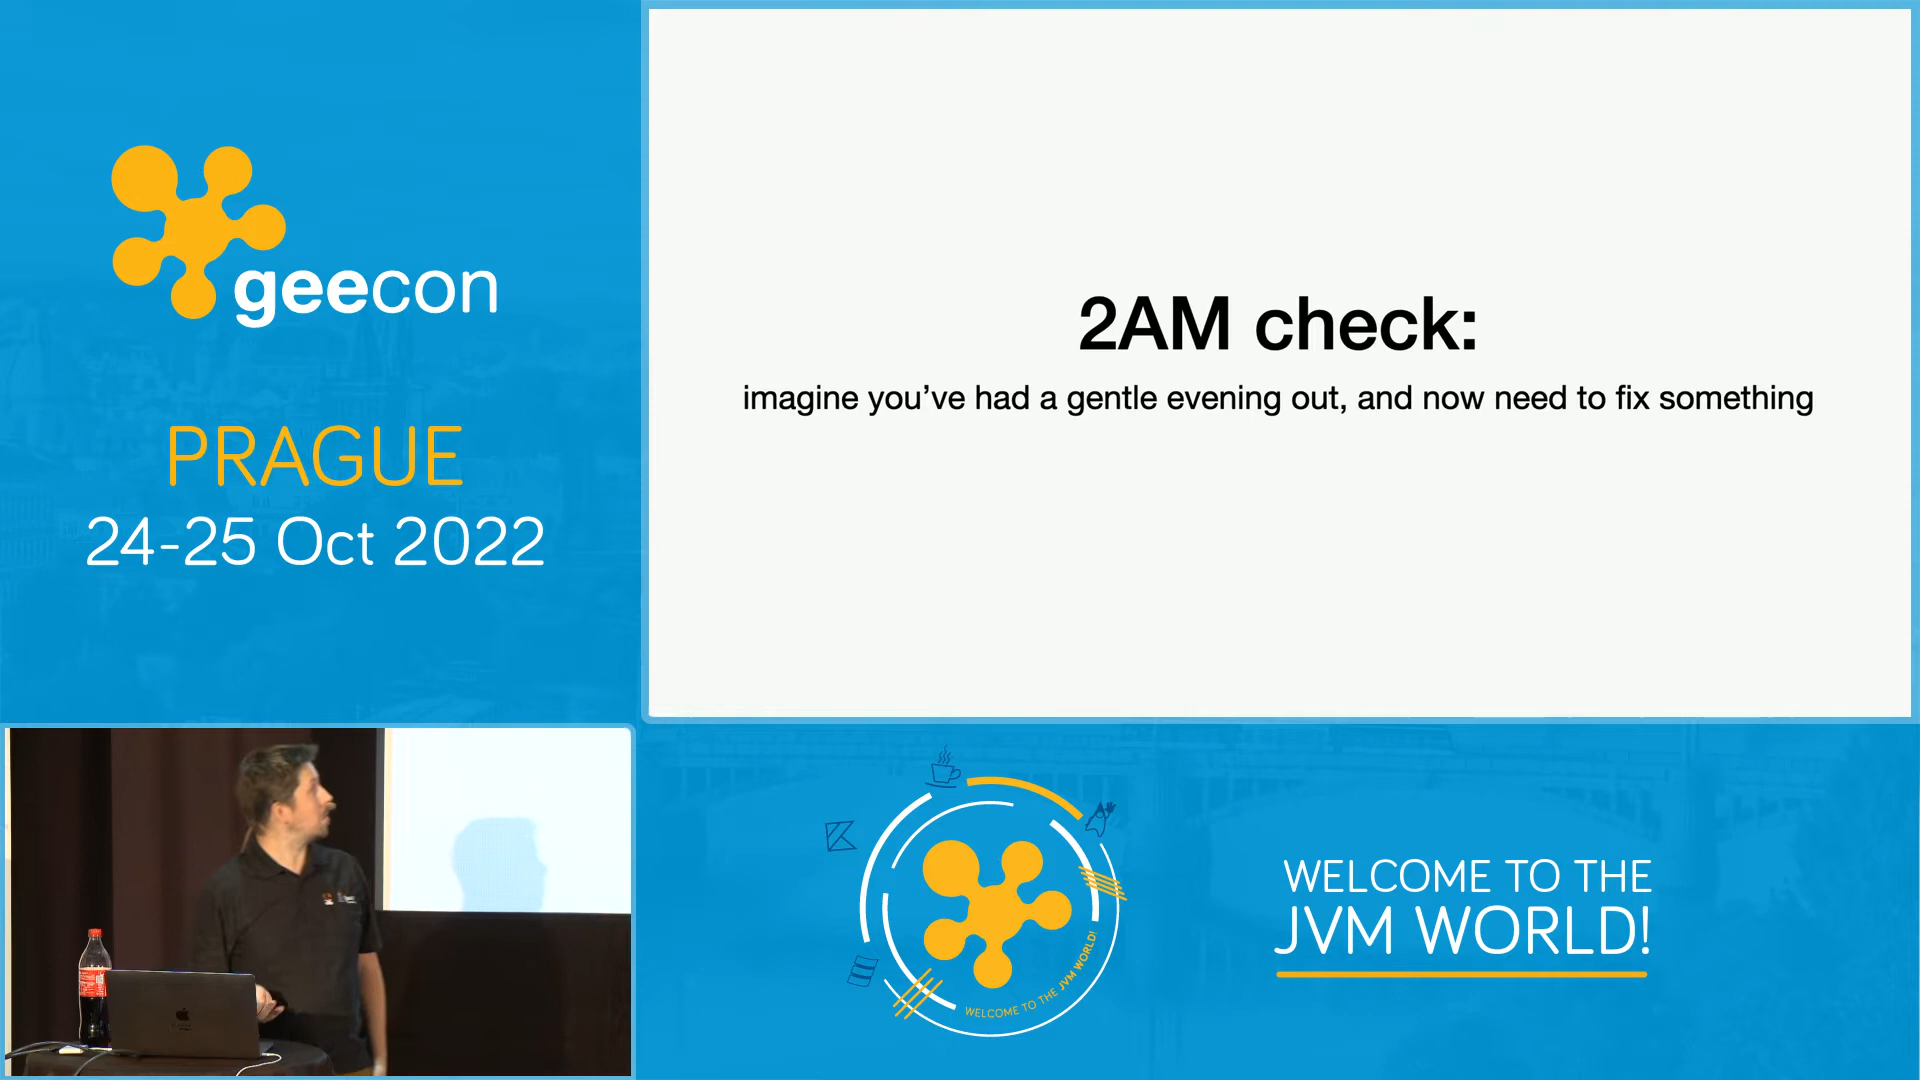 geecon
PRAGUE
24-25 Oct 2022
2AM check:
imagine you’ve had a gentle evening out, and now need to fix something
WELCOME TO THE JVM WORLD!
WELCOME TO THE
JVM WORLD!